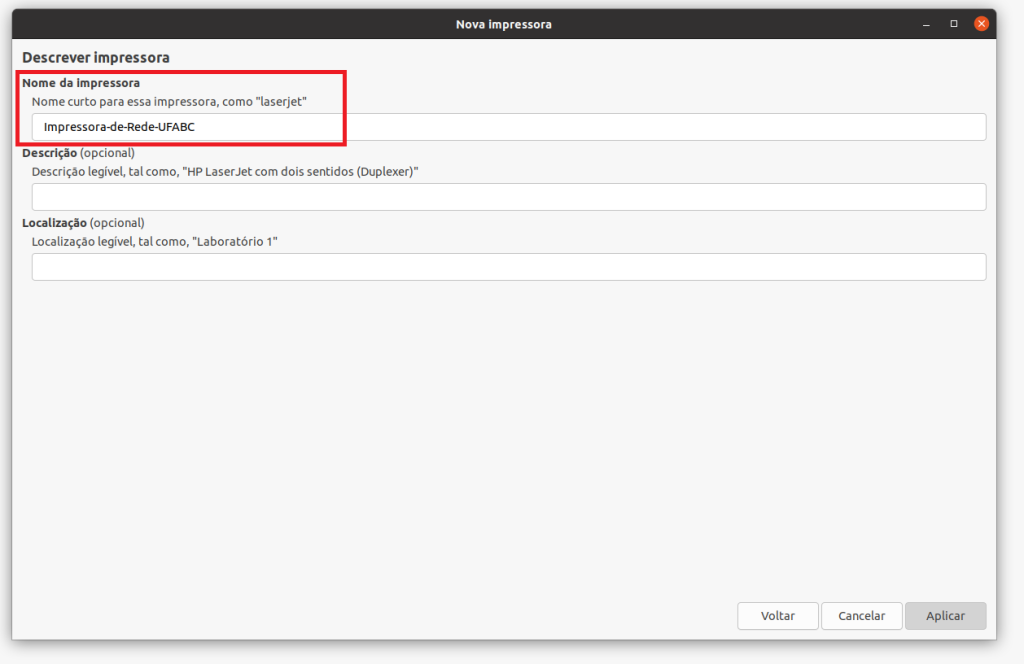 Nova impressora
Descrever impressora
Nome da impressora
Nome curto para essa impressora, como "laserjet"
Impressora-de-Rede-UFABC
Descrição (opcional)
Descrição legível, tal como, "HP LaserJet com dois sentidos (Duplexer)"
Localização (opcional)
Localização legível, tal como, "Laboratório 1"
Voltar Cancelar Aplicar